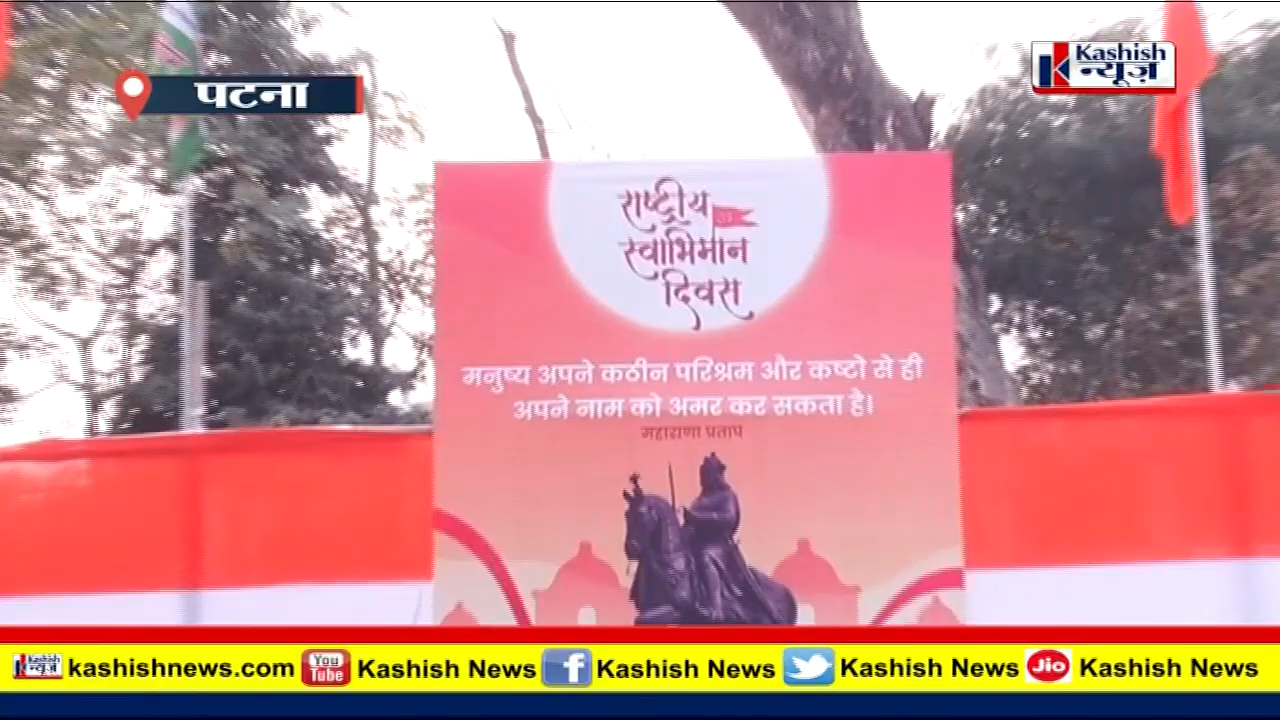 Kashish
न्यूज़
पटना
राष्ट्रीय
स्वाभिमान
दिवस
मनुष्य अपने कठीन परिश्रम और कष्टो से ही
अपने नाम को अमर कर सकता है।
महाराणा प्रताप
Kashish
न्यूज़
kashishnews.com
You
Tube
Kashish News
f
Kashish News
Kashish News
Jio
Kashish News